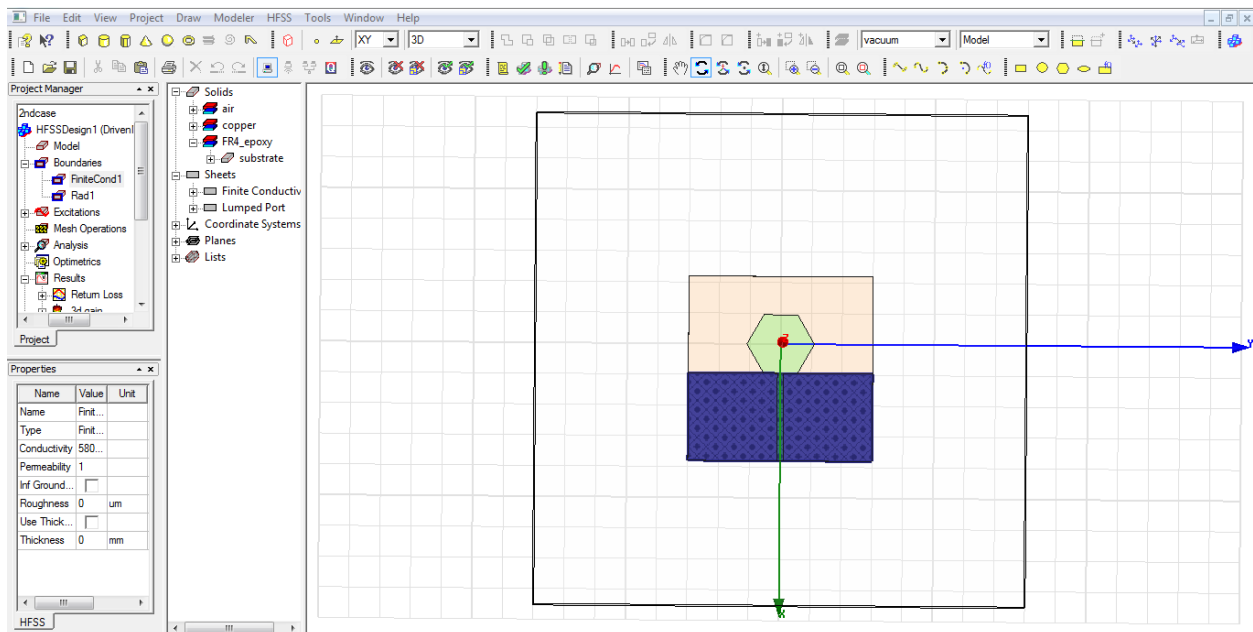 File Edit View Project Draw Modeler HFSS Tools Window Help
XY 3D vacuum Model
Project Manager
2ndcase
HFSSDesign1 (DrivenI
Model
Boundaries
FiniteCond1
Rad1
Excitations
Mesh Operations
Analysis
Optimetrics
Results
Return Loss
3d gain
Project
Properties
Name Value Unit
Name Finit...
Type Finit...
Conductivity 580...
Permeability 1
Inf Ground...
Roughness 0 um
Use Thick...
Thickness 0 mm
HFSS
Solids
air
copper
FR4_epoxy
substrate
Sheets
Finite Conductiv
Lumped Port
Coordinate Systems
Planes
Lists